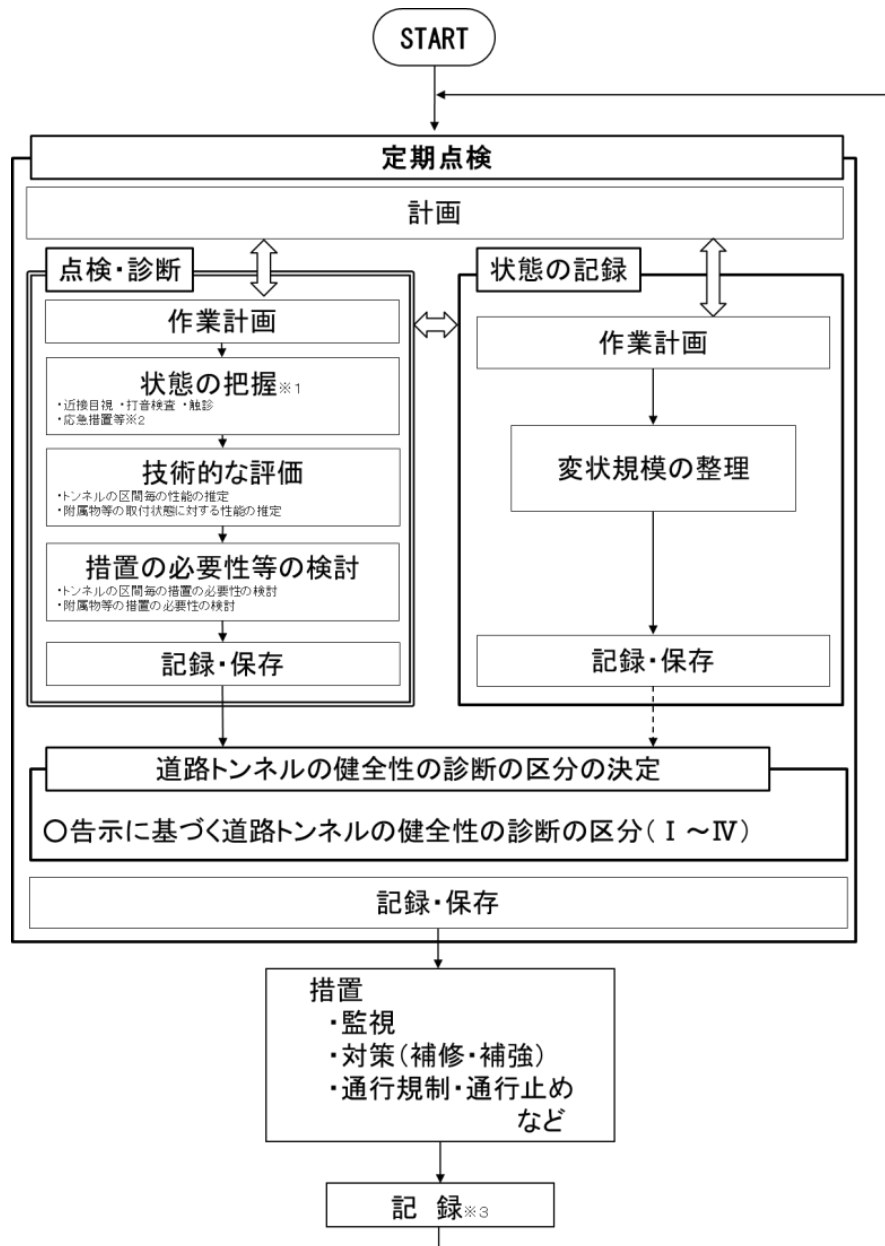 START
定期点検
計画
点検・診断
作業計画
状態の把握※1
・近接目視 ・打音検査 ・触診
・応急措置等※2
技術的な評価
・トンネルの区間毎の性能の推定
・附属物等の取付状態に対する性能の推定
措置の必要性等の検討
・トンネルの区間毎の措置の必要性の検討
・附属物等の措置の必要性の検討
記録・保存
状態の記録
作業計画
変状規模の整理
記録・保存
道路トンネルの健全性の診断の区分の決定
〇告示に基づく道路トンネルの健全性の診断の区分(Ⅰ~Ⅳ)
記録・保存
措置
・監視
・対策(補修・補強)
・通行規制・通行止め
など
記 録※3